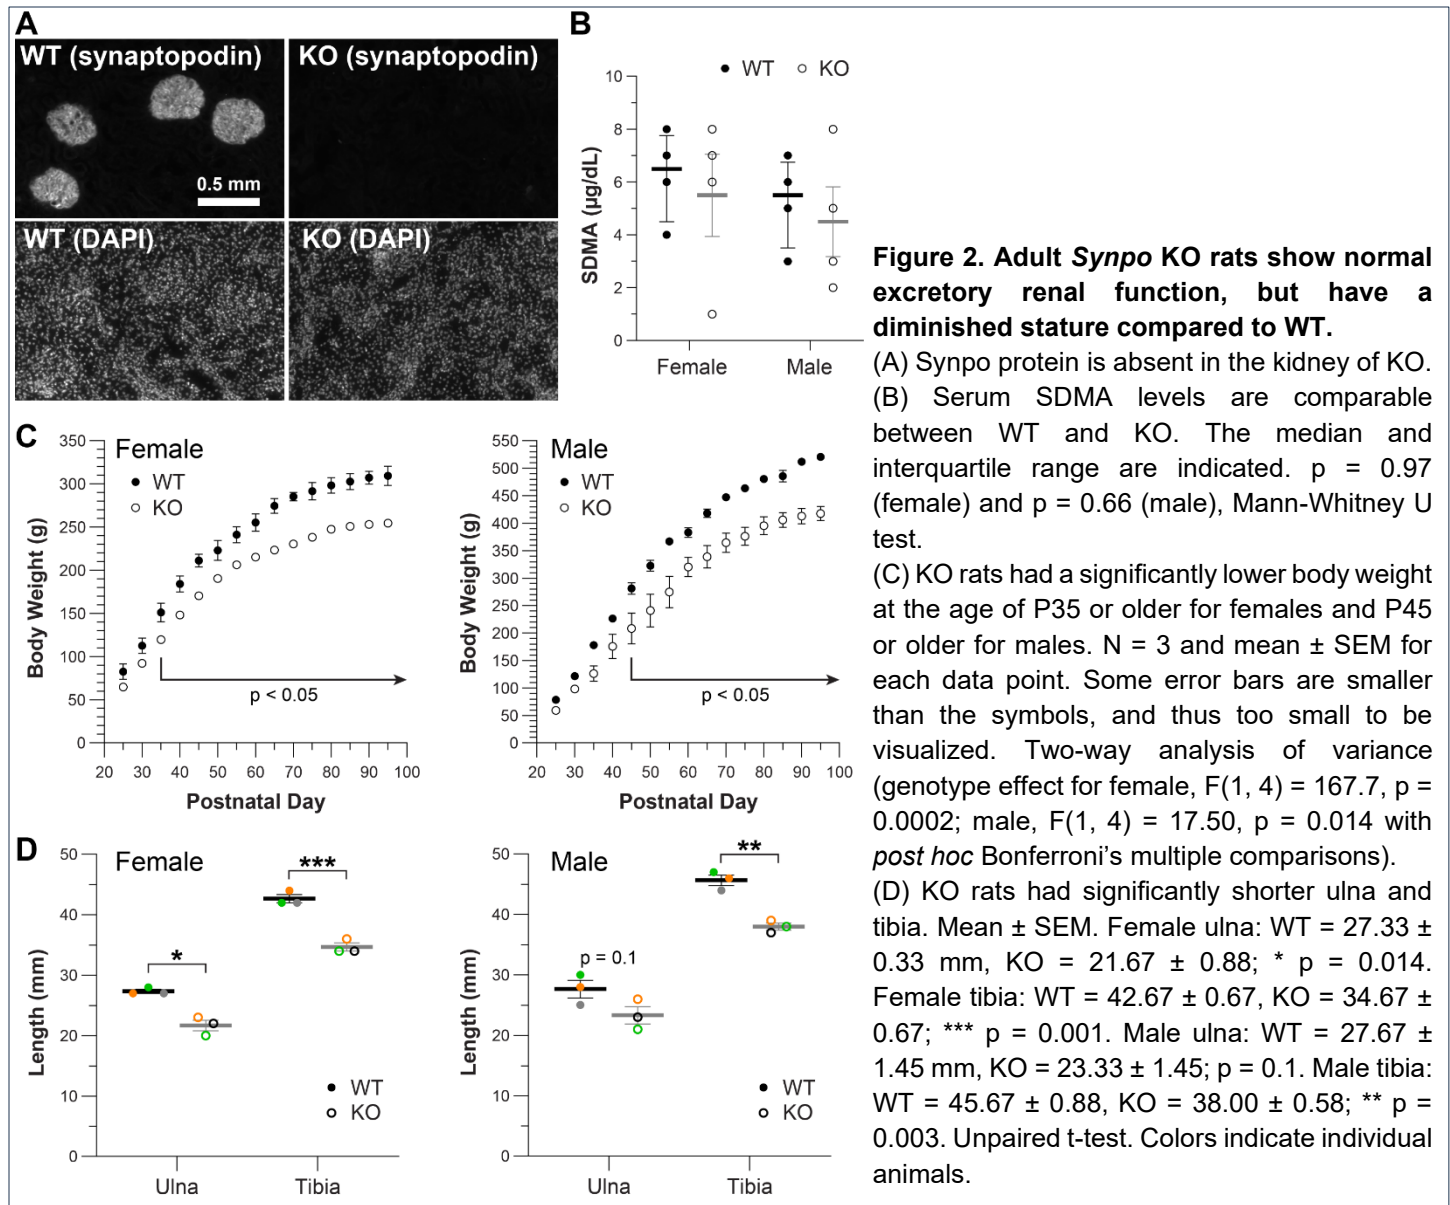 A
WT (synaptopodin)
KO (synaptopodin)
0.5 mm
WT (DAPI)
KO (DAPI)
B
WT
KO
10
8
6
4
2
0
SDMA (µg/dL)
Female
Male
C
Female
WT
KO
350
300
250
200
150
100
50
0
Body Weight (g)
p < 0.05
20 30 40 50 60 70 80 90 100
Postnatal Day
Male
WT
KO
550
500
450
400
350
300
250
200
150
100
50
0
Body Weight (g)
p < 0.05
20 30 40 50 60 70 80 90 100
Postnatal Day
D
Female
50
40
30
20
10
0
Length (mm)
*
***
WT
KO
Ulna
Tibia
Male
50
40
30
20
10
0
Length (mm)
p = 0.1
**
WT
KO
Ulna
Tibia
Figure 2. Adult Synpo KO rats show normal
excretory renal function, but have a
diminished stature compared to WT.
(A) Synpo protein is absent in the kidney of KO.
(B) Serum SDMA levels are comparable
between WT and KO. The median and
interquartile range are indicated. p = 0.97
(female) and p = 0.66 (male), Mann-Whitney U
test.
(C) KO rats had a significantly lower body weight
at the age of P35 or older for females and P45
or older for males. N = 3 and mean ± SEM for
each data point. Some error bars are smaller
than the symbols, and thus too small to be
visualized. Two-way analysis of variance
(genotype effect for female, F(1, 4) = 167.7, p =
0.0002; male, F(1, 4) = 17.50, p = 0.014 with
post hoc Bonferroni’s multiple comparisons).
(D) KO rats had significantly shorter ulna and
tibia. Mean ± SEM. Female ulna: WT = 27.33 ±
0.33 mm, KO = 21.67 ± 0.88; * p = 0.014.
Female tibia: WT = 42.67 ± 0.67, KO = 34.67 ±
0.67; *** p = 0.001. Male ulna: WT = 27.67 ±
1.45 mm, KO = 23.33 ± 1.45; p = 0.1. Male tibia:
WT = 45.67 ± 0.88, KO = 38.00 ± 0.58; ** p =
0.003. Unpaired t-test. Colors indicate individual
animals.